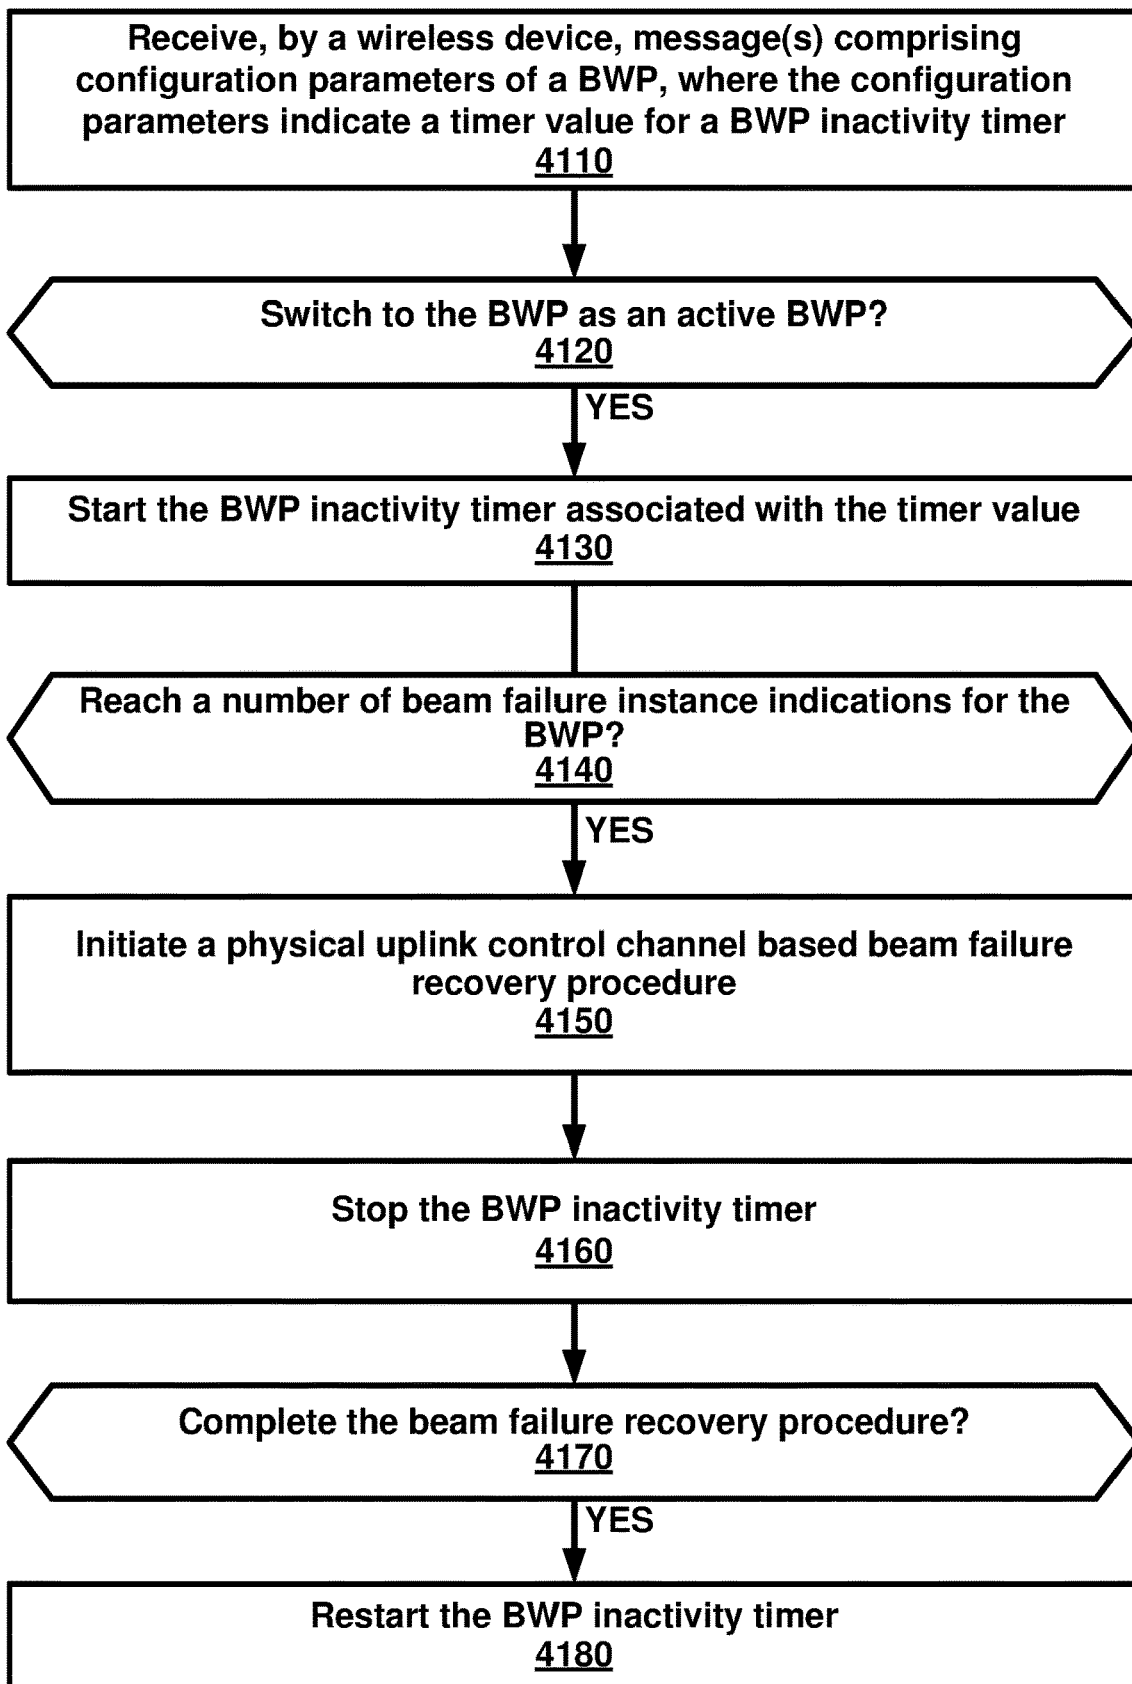 Receive, by a wireless device, message(s) comprising
configuration parameters of a BWP, where the configuration
parameters indicate a timer value for a BWP inactivity timer
4110
Switch to the BWP as an active BWP?
4120
YES
Start the BWP inactivity timer associated with the timer value
4130
Reach a number of beam failure instance indications for the
BWP?
4140
YES
Initiate a physical uplink control channel based beam failure
recovery procedure
4150
Stop the BWP inactivity timer
4160
Complete the beam failure recovery procedure?
4170
YES
Restart the BWP inactivity timer
4180